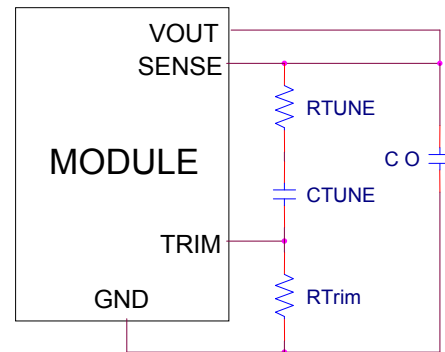 VOUT
SENSE
RTUNE
MODULE
C O
CTUNE
TRIM
GND
RTrim